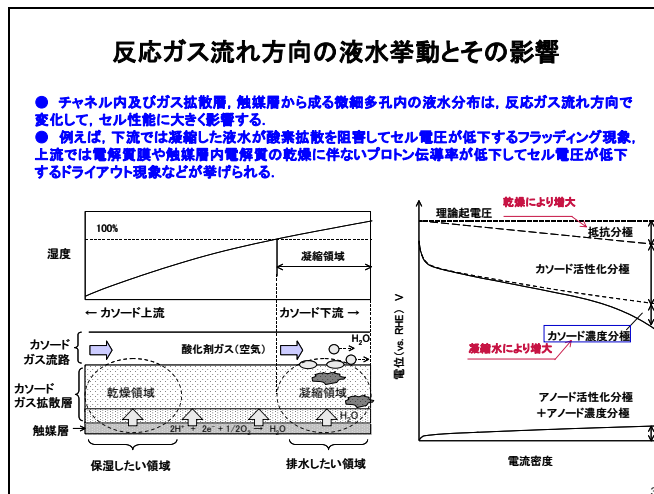 反応ガス流れ方向の液水挙動とその影響
● チャネル内及びガス拡散層，触媒層から成る微細多孔内の液水分布は，反応ガス流れ方向で
変化して，セル性能に大きく影響する．
● 例えば，下流では凝縮した液水が酸素拡散を阻害してセル電圧が低下するフラッディング現象，
上流では電解質膜や触媒層内電解質の乾燥に伴ないプロトン伝導率が低下してセル電圧が低下
するドライアウト現象などが挙げられる．
100%
湿度
凝縮領域
← カソード上流
カソード下流 →
カソード
ガス流路
酸化剤ガス（空気）
H₂O
カソード
ガス拡散層
乾燥領域
凝縮領域
H₂O
触媒層
2H⁺ + 2e⁻ + 1/2O₂ → H₂O
保湿したい領域
排水したい領域
乾燥により増大
理論起電圧
抵抗分極
カソード活性化分極
カソード濃度分極
凝縮水により増大
電位（vs. RHE） V
アノード活性化分極
＋アノード濃度分極
電流密度